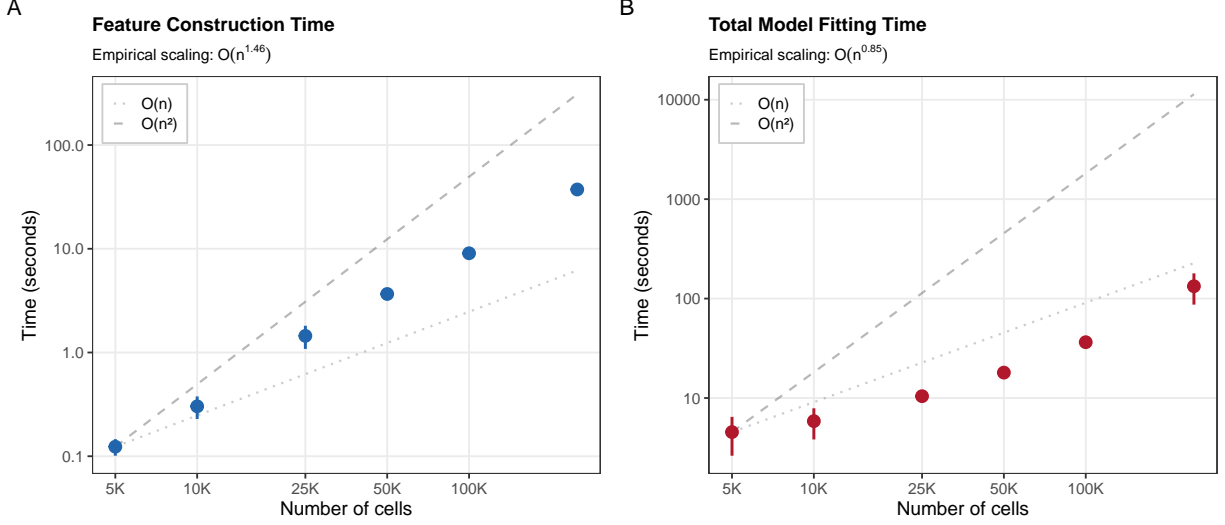 A
Feature Construction Time
Empirical scaling: O(n^1.46)
O(n)
O(n²)
100.0
10.0
1.0
0.1
Time (seconds)
5K 10K 25K 50K 100K
Number of cells
B
Total Model Fitting Time
Empirical scaling: O(n^0.85)
O(n)
O(n²)
10000
1000
100
10
Time (seconds)
5K 10K 25K 50K 100K
Number of cells